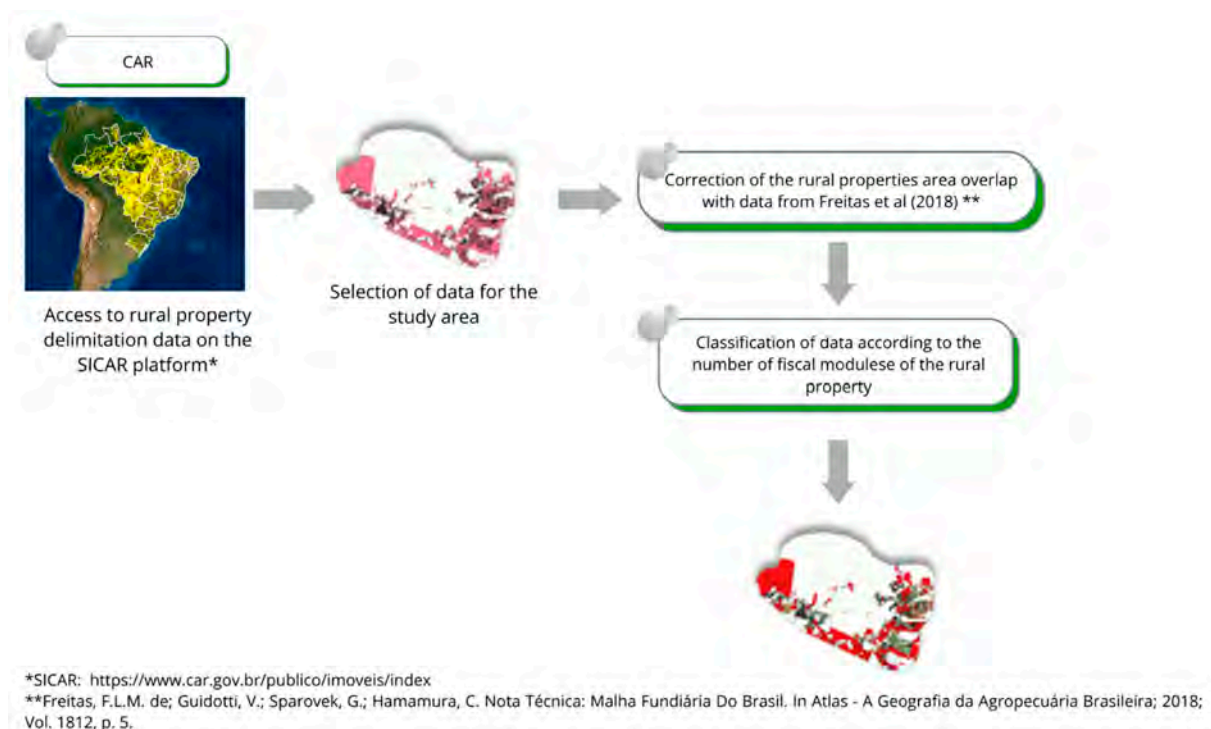 CAR
Access to rural property
delimitation data on the
SICAR platform*
Selection of data for the
study area
Correction of the rural properties area overlap
with data from Freitas et al (2018) **
Classification of data according to the
number of fiscal modulese of the rural
property
*SICAR: https://www.car.gov.br/publico/imoveis/index
**Freitas, F.L.M. de; Guidotti, V.; Sparovek, G.; Hamamura, C. Nota Técnica: Malha Fundiária Do Brasil. In Atlas - A Geografia da Agropecuária Brasileira; 2018;
Vol. 1812, p. 5.